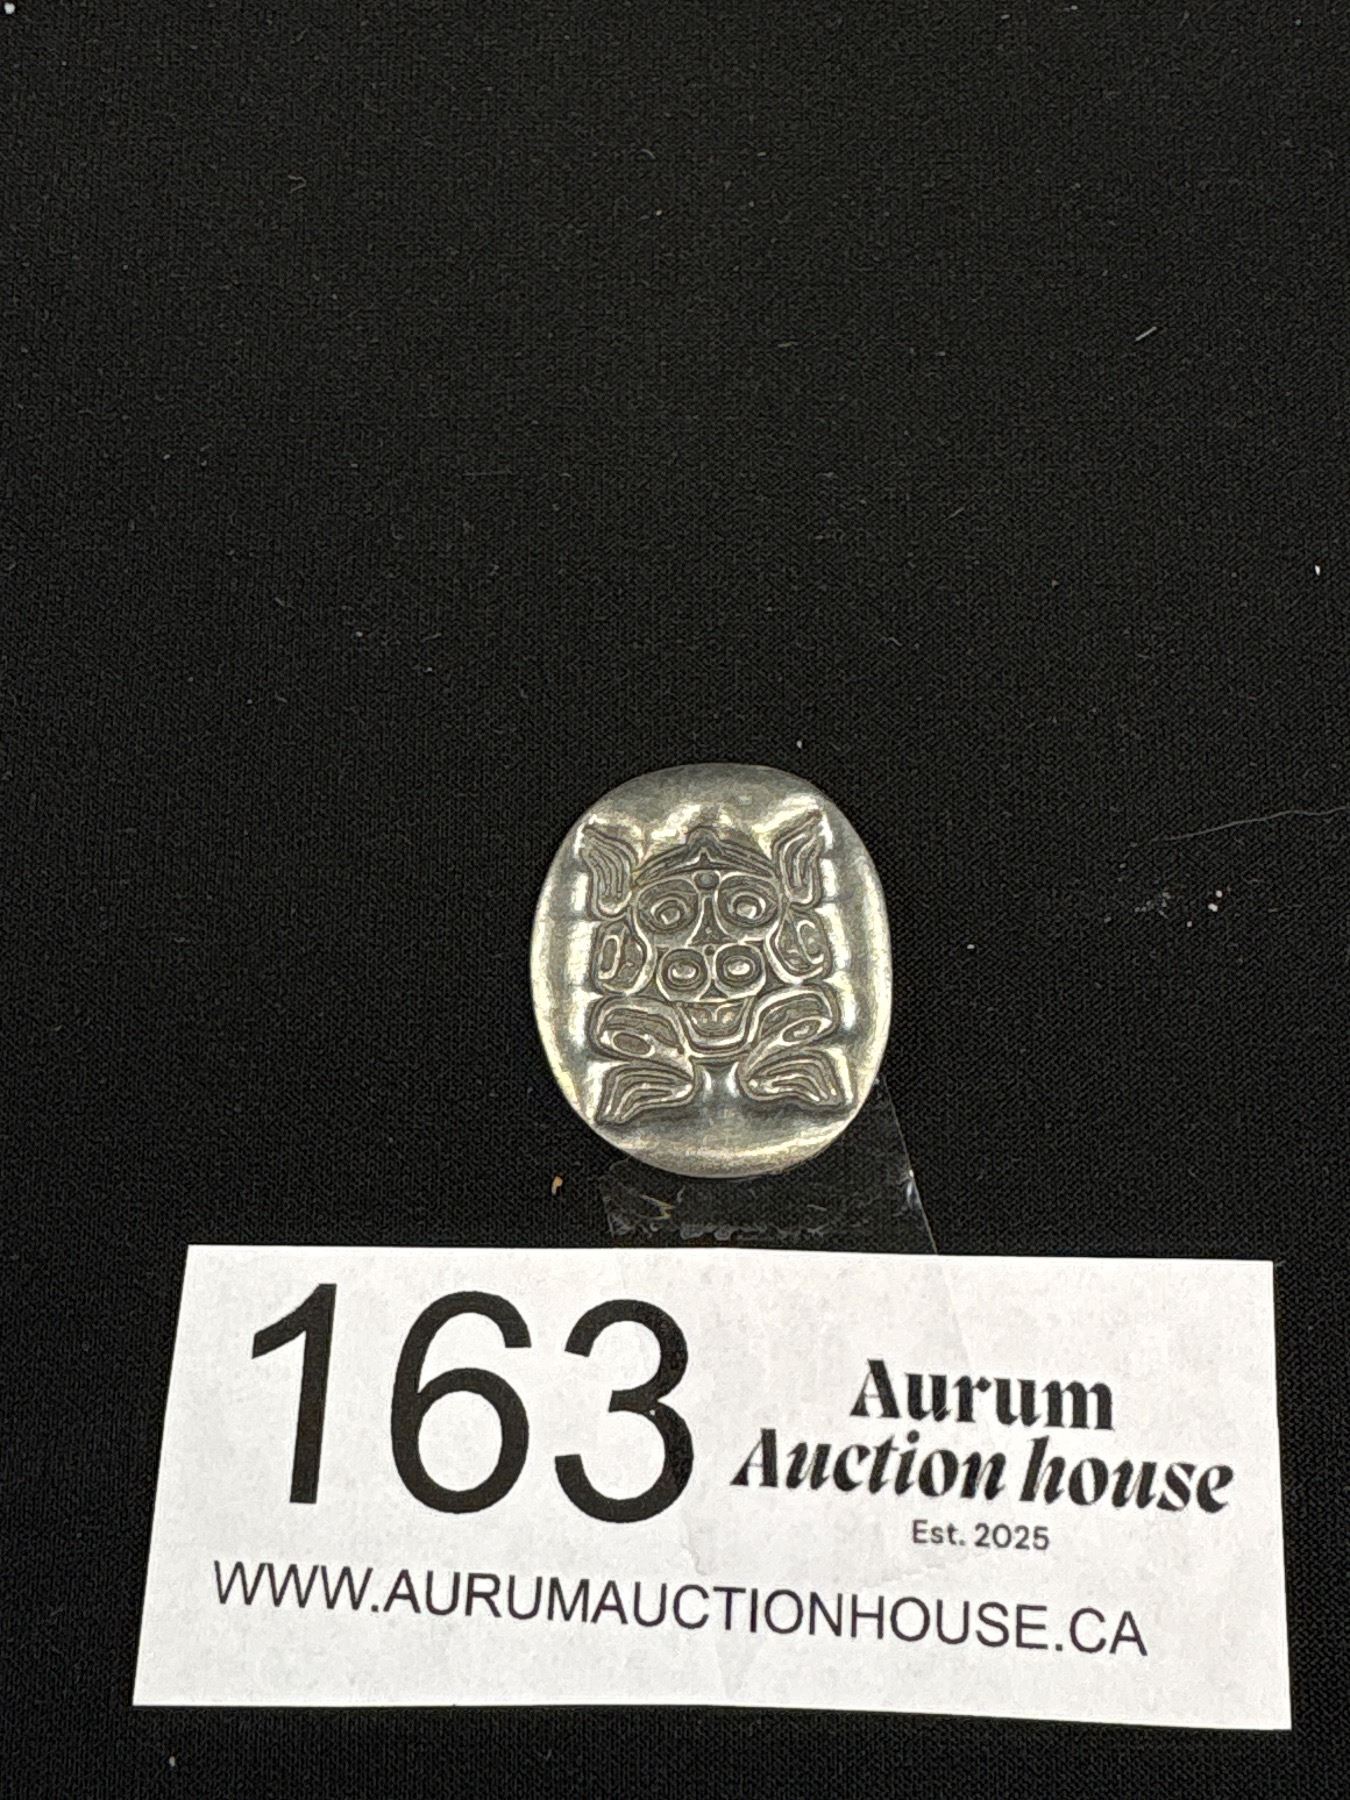 163
Aurum
Auction house
Est. 2025
WWW.AURUMAUCTIONHOUSE.CA